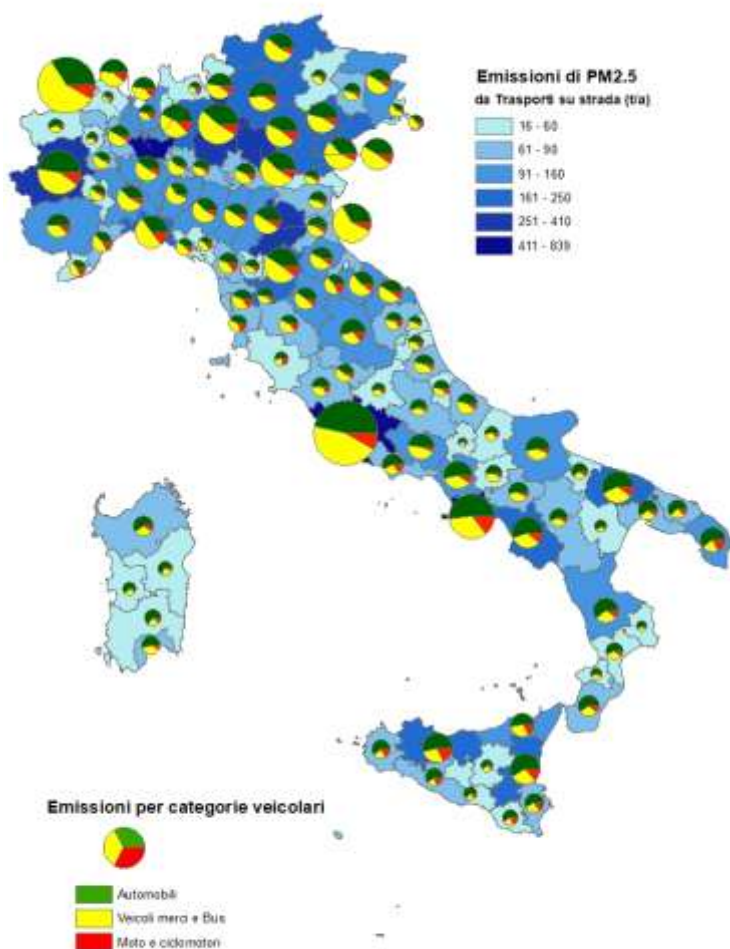 Emissioni di PM2.5
da Trasporti su strada (t/a)
16 - 60
61 - 90
91 - 160
161 - 250
251 - 410
411 - 839
Emissioni per categorie veicolari
Automobili
Veicoli merci e Bus
Moto e ciclomotori